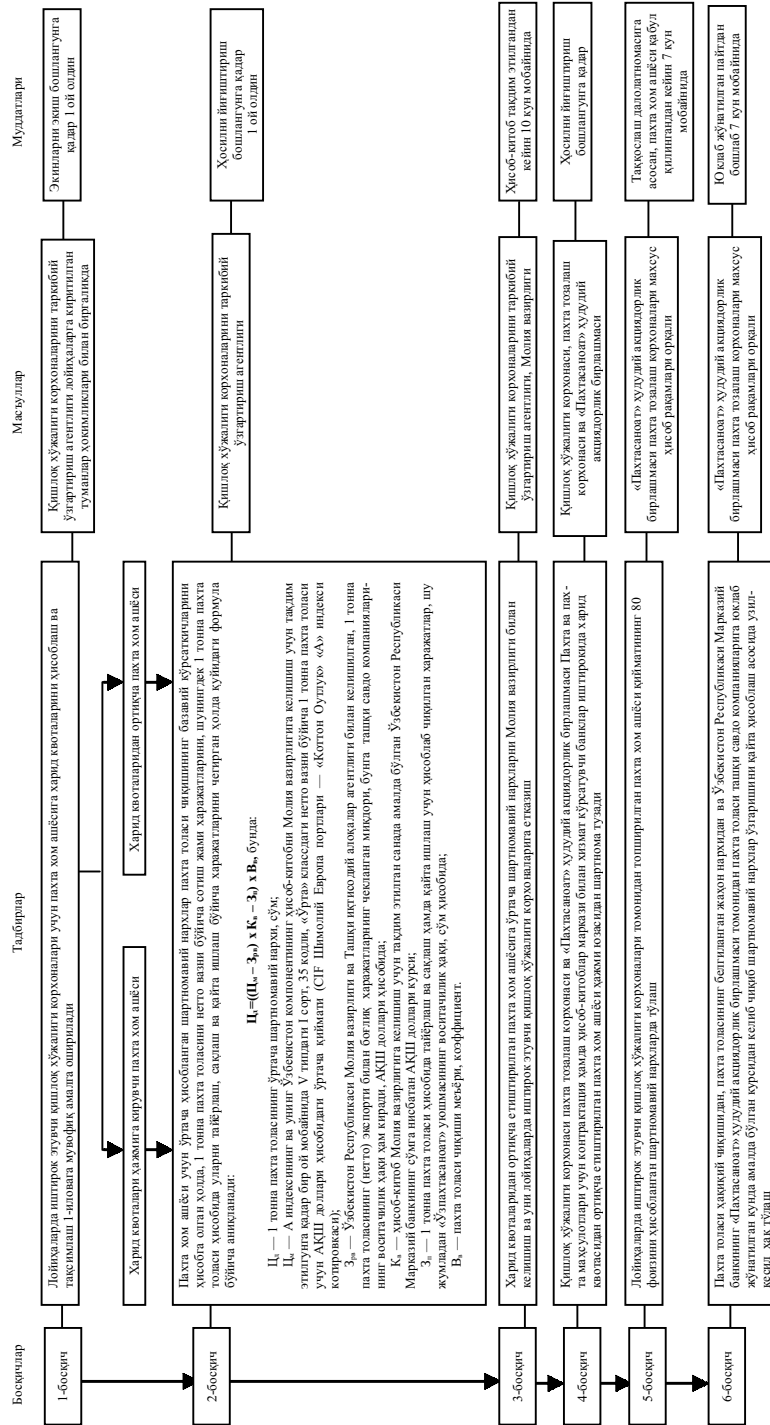 Босқичлар
Тадбирлар
Масъуллар
Муддатлари
1-босқич
Лойиҳаларда иштирок этувчи қишлоқ хўжалиги корхоналари учун пахта хом ашёсига харид квоталарини ҳисоблаш ва
тақсимлаш 1-иловага мувофиқ амалга оширилади
Қишлоқ хўжалиги корхоналарини таркибий
ўзгартириш агентлиги лойиҳаларга киритилган
туманлар ҳокимликлари билан биргаликда
Экинларни экиш бошлангунга
қадар 1 ой олдин
Харид квоталари ҳажмига кирувчи пахта хом ашёси
Харид квоталаридан ортиқча пахта хом ашёси
2-босқич
Пахта хом ашёси учун ўртача ҳисобланган шартномавий нархлар пахта толаси чиқишининг базавий кўрсаткичларини
ҳисобга олган ҳолда, 1 тонна пахта толасини нетто вазни бўйича сотиш жами харажатларини, шунингдек 1 тонна пахта
толаси ҳисобида уларни тайёрлаш, сақлаш ва қайта ишлаш бўйича харажатларини чегирган ҳолда қуйидаги формула
бўйича аниқланади:
Цд=((Цм – Зрв) х Кв – Зп) х Вп, бунда:
Цд — 1 тонна пахта толасининг ўртача шартномавий нархи, сўм;
Цм — А индексининг ва унинг Ўзбекистон компонентининг ҳисоб-китобни Молия вазирлигига келишиш учун тақдим
этилгунга қадар бир ой мобайнида V типдаги I сорт, 35 кодли, «Ўрта» классдаги нетто вазни бўйича 1 тонна пахта толаси
учун АҚШ доллари ҳисобидаги ўртача қиймати (CIF Шимолий Европа портлари — «Коттон Оутлук» «А» индекси
котировкаси);
Зрв — Ўзбекистон Республикаси Молия вазирлиги ва Ташқи иқтисодий алоқалар агентлиги билан келишилган, 1 тонна
пахта толасининг (нетто) экспорти билан боғлиқ харажатларнинг чекланган миқдори, бунга ташқи савдо компаниялари-
нинг воситачилик ҳақи ҳам киради, АҚШ доллари ҳисобида;
Кв — ҳисоб-китоб Молия вазирлигига келишиш учун тақдим этилган санада амалда бўлган Ўзбекистон Республикаси
Марказий банкининг сўмга нисбатан АҚШ доллари курси;
Зп — 1 тонна пахта толаси ҳисобида тайёрлаш ва сақлаш ҳамда қайта ишлаш учун ҳисоблаб чиқилган харажатлар, шу
жумладан «Ўзпахтасаноат» уюшмасининг воситачилик ҳақи, сўм ҳисобида;
Вп — пахта толаси чиқиши меъёри, коэффициент.
Қишлоқ хўжалиги корхоналарини таркибий
ўзгартириш агентлиги
Ҳосилни йиғиштириш
бошлангунга қадар
1 ой олдин
3-босқич
Харид квоталаридан ортиқча етиштирилган пахта хом ашёсига ўртача шартномавий нархларни Молия вазирлиги билан
келишиш ва уни лойиҳаларда иштирок этувчи қишлоқ хўжалиги корхоналарига етказиш
Қишлоқ хўжалиги корхоналарини таркибий
ўзгартириш агентлиги, Молия вазирлиги
Ҳисоб-китоб тақдим этилгандан
кейин 10 кун мобайнида
4-босқич
Қишлоқ хўжалиги корхонаси пахта тозалаш корхонаси ва «Пахтасаноат» ҳудудий акциядорлик бирлашмаси Пахта ва пах-
та маҳсулотлари учун контрактация ҳамда ҳисоб-китоблар маркази билан хизмат кўрсатувчи банклар иштирокида харид
квотасидан ортиқча етиштирилган пахта хом ашёси ҳажми юзасидан шартнома тузади
Қишлоқ хўжалиги корхонаси, пахта тозалаш
корхонаси ва «Пахтасаноат» ҳудудий
акциядорлик бирлашмаси
Ҳосилни йиғиштириш
бошлангунга қадар
5-босқич
Лойиҳаларда иштирок этувчи қишлоқ хўжалиги корхоналари томонидан топширилган пахта хом ашёси қийматининг 80
фоизини ҳисобланган шартномавий нархларда тўлаш
«Пахтасаноат» ҳудудий акциядорлик
бирлашмаси пахта тозалаш корхоналари махсус
ҳисоб рақамлари орқали
Таққослаш далолатномасига
асосан, пахта хом ашёси қабул
қилингандан кейин 7 кун
мобайнида
6-босқич
Пахта толаси ҳақиқий чиқишидан, пахта толасининг белгиланган жаҳон нархидан ва Ўзбекистон Республикаси Марказий
банкининг «Пахтасаноат» ҳудудий акциядорлик бирлашмаси томонидан пахта толаси ташқи савдо компанияларига юклаб
жўнатилган кунда амалда бўлган курсидан келиб чиқиб шартномавий нархлар ўзгаришини қайта ҳисоблаш асосида узил-
кесил ҳақ тўлаш
«Пахтасаноат» ҳудудий акциядорлик
бирлашмаси пахта тозалаш корхоналари махсус
ҳисоб рақамлари орқали
Юклаб жўнатилган пайтдан
бошлаб 7 кун мобайнида